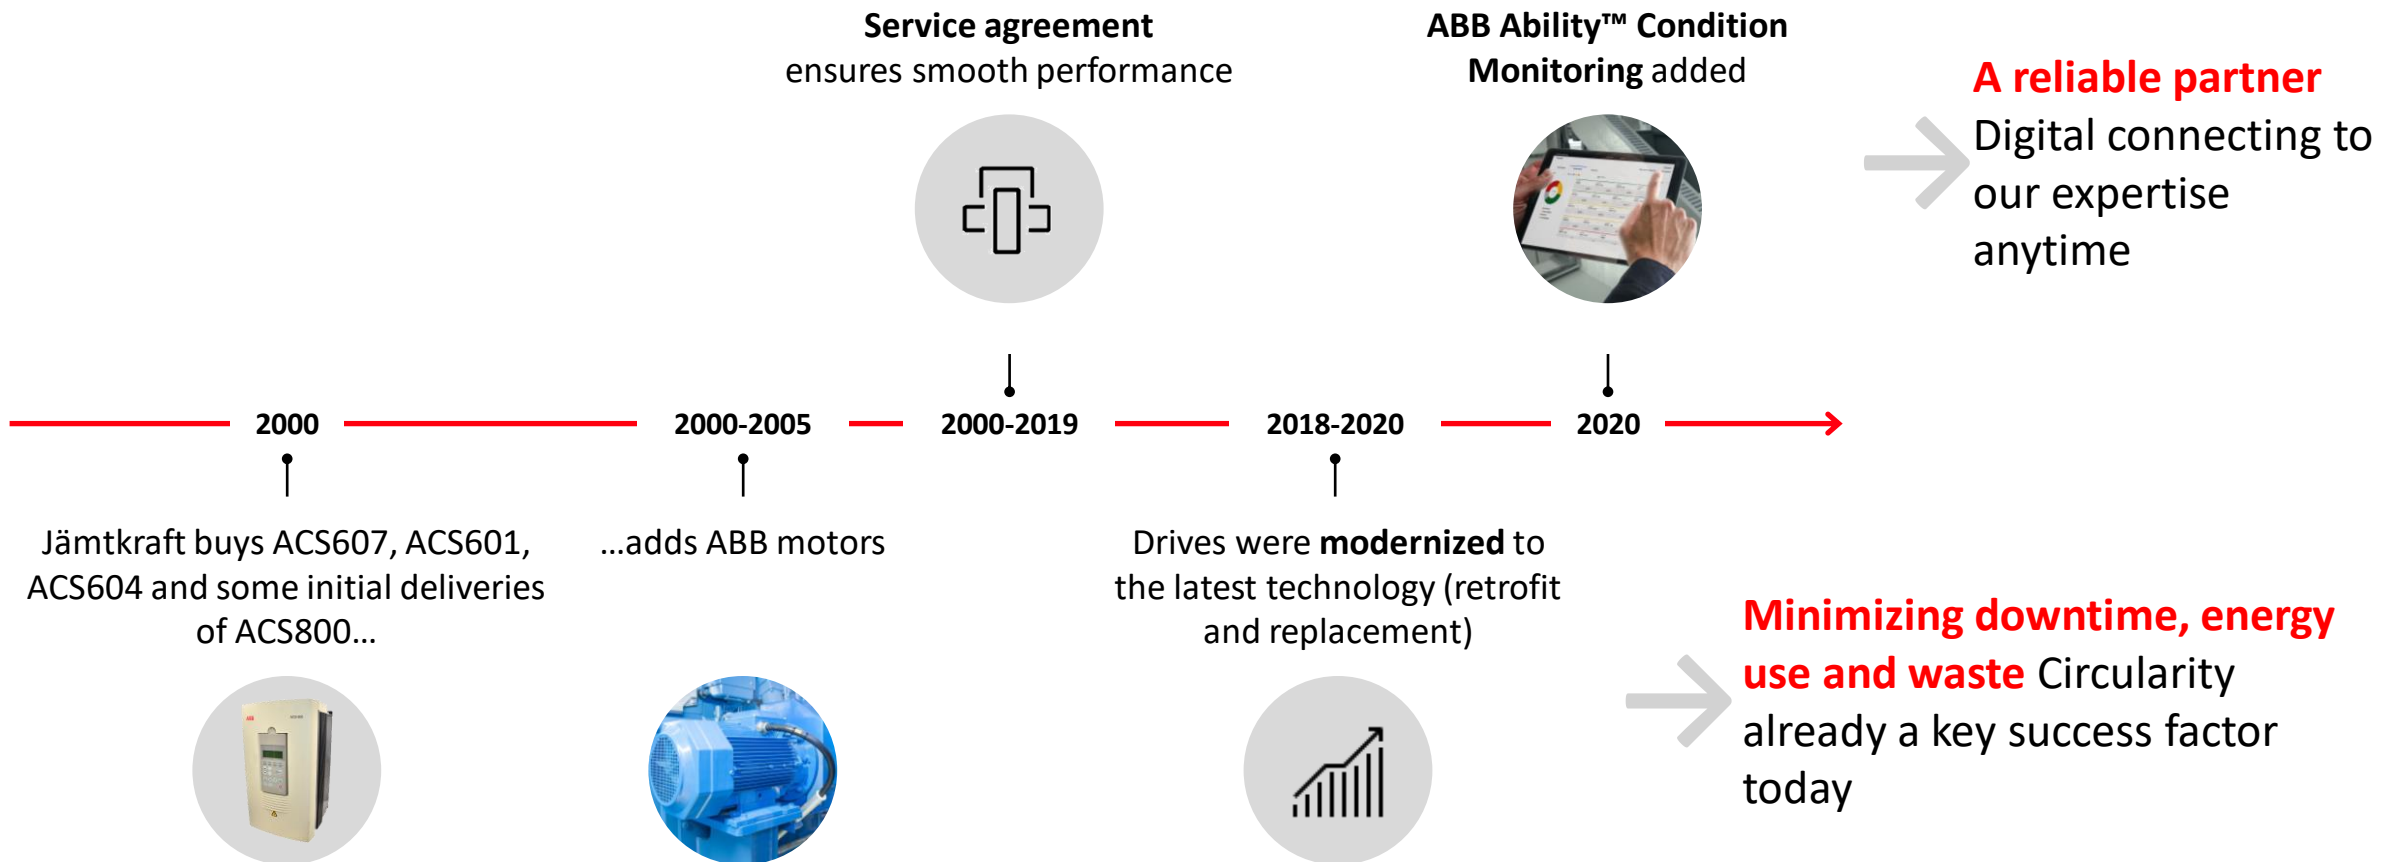 Service agreement
ensures smooth performance
ABB Ability™ Condition
Monitoring added
A reliable partner
Digital connecting to
our expertise
anytime
2000
2000-2005
2000-2019
2018-2020
2020
Jämtkraft buys ACS607, ACS601,
ACS604 and some initial deliveries
of ACS800...
...adds ABB motors
Drives were modernized to
the latest technology (retrofit
and replacement)
Minimizing downtime, energy
use and waste Circularity
already a key success factor
today
ABB